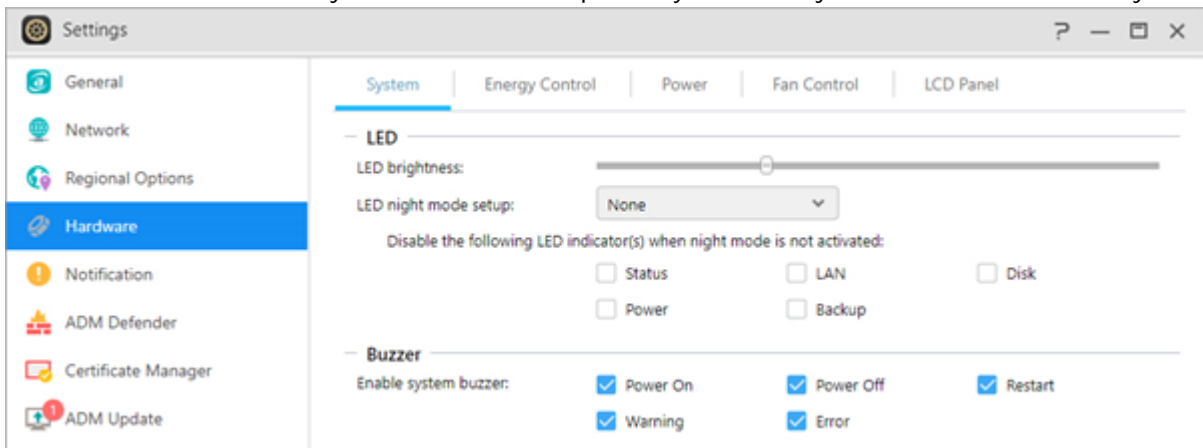 Settings
General
Network
Regional Options
Hardware
Notification
ADM Defender
Certificate Manager
1
ADM Update
System Energy Control Power Fan Control LCD Panel
LED
LED brightness:
LED night mode setup: None
Disable the following LED indicator(s) when night mode is not activated:
Status LAN Disk
Power Backup
Buzzer
Enable system buzzer: Power On Power Off Restart
Warning Error